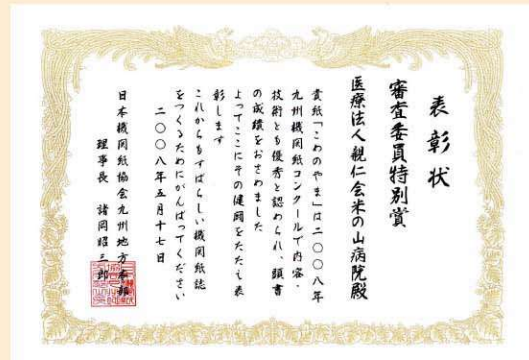 表彰状
審査委員特別賞
医療法人親仁会米の山病院殿
貴紙「こめのやま」は二〇〇八年
九州機関紙コンクールで内容・
技術とも優秀と認められ、頭書
の成績をおさめました
よってここにその健闘をたたえ表
彰します
これからもすばらしい機関紙誌
をつくるためにがんばってください
二〇〇八年五月十七日
日本機関紙協会九州地方本部
理事長 諸岡昭三郎